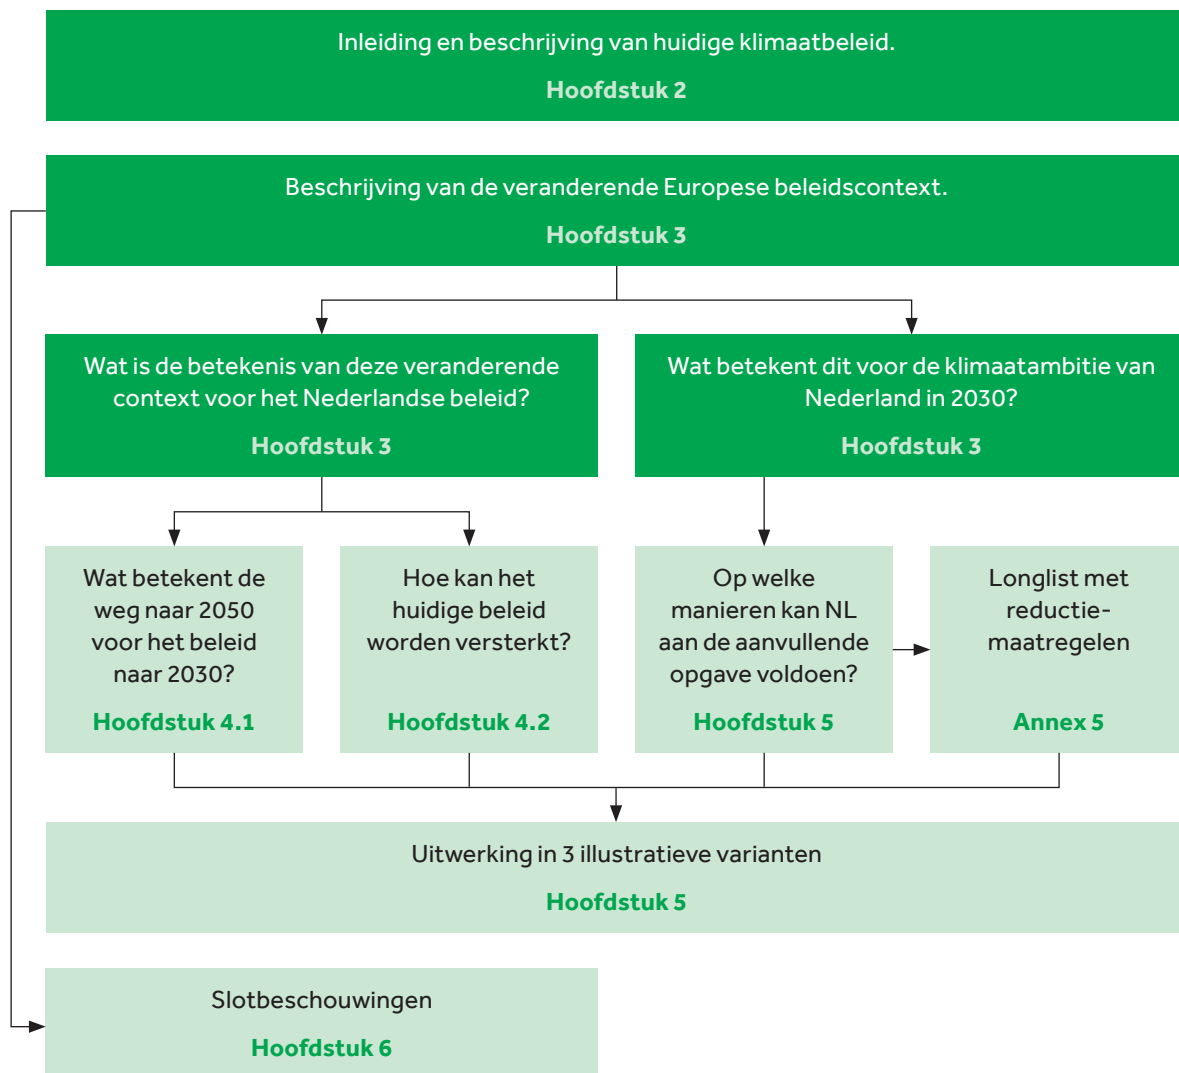 Inleiding en beschrijving van huidige klimaatbeleid.
Hoofdstuk 2
Beschrijving van de veranderende Europese beleidscontext.
Hoofdstuk 3
Wat is de betekenis van deze veranderende
context voor het Nederlandse beleid?
Hoofdstuk 3
Wat betekent dit voor de klimaatambitie van
Nederland in 2030?
Hoofdstuk 3
Wat betekent de
weg naar 2050
voor het beleid
naar 2030?
Hoofdstuk 4.1
Hoe kan het
huidige beleid
worden versterkt?
Hoofdstuk 4.2
Op welke
manieren kan NL
aan de aanvullende
opgave voldoen?
Hoofdstuk 5
Longlist met
reductie-
maatregelen
Annex 5
Uitwerking in 3 illustratieve varianten
Hoofdstuk 5
Slotbeschouwingen
Hoofdstuk 6